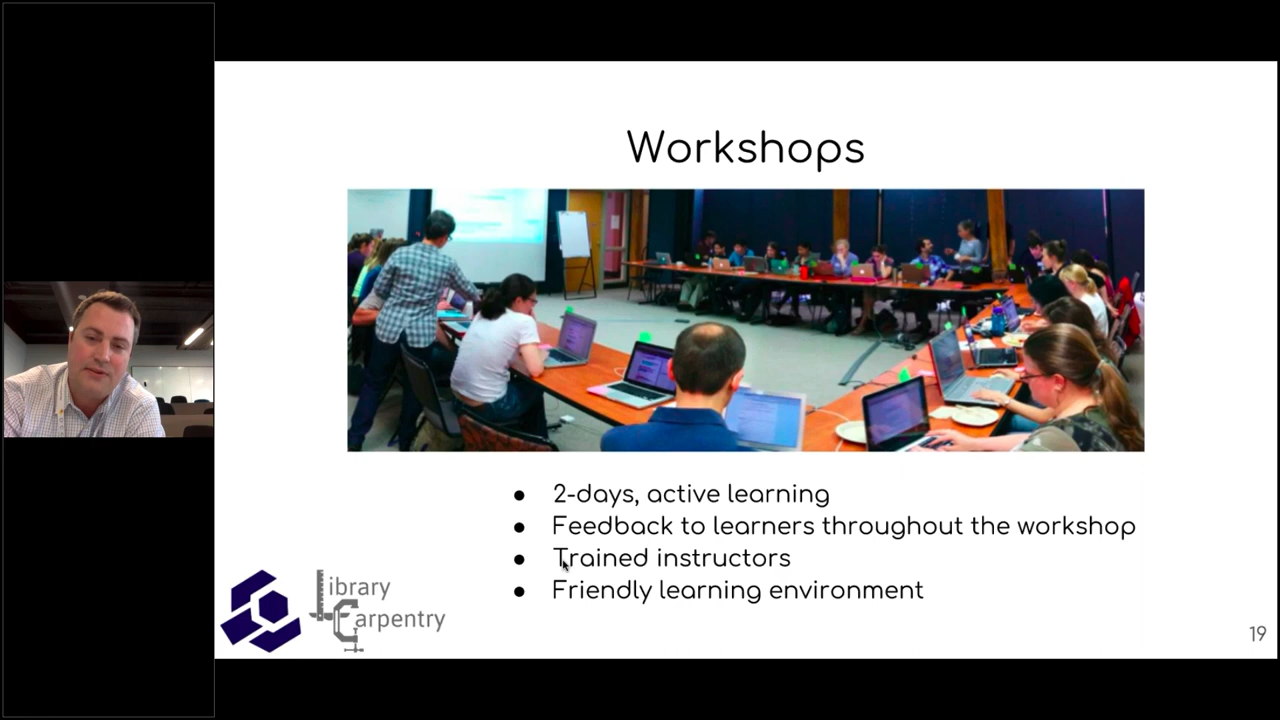 Workshops
2-days, active learning
Feedback to learners throughout the workshop
Trained instructors
Friendly learning environment
Library
Carpentry
19